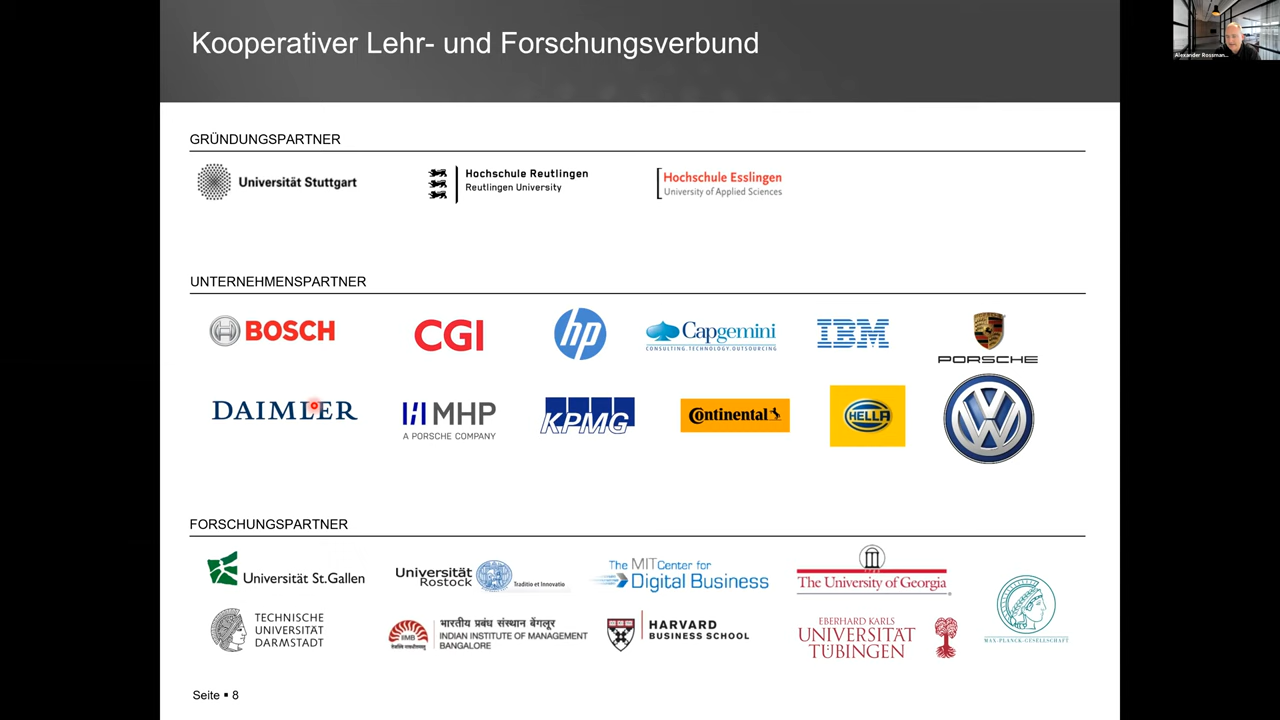 Kooperativer Lehr- und Forschungsverbund
Alexander Rossman...
GRÜNDUNGSPARTNER
Universität Stuttgart
Hochschule Reutlingen
Reutlingen University
Hochschule Esslingen
University of Applied Sciences
UNTERNEHMENSPARTNER
BOSCH
CGI
hp
Capgemini
CONSULTING.TECHNOLOGY.OUTSOURCING
IBM
PORSCHE
DAIMLER
MHP
A PORSCHE COMPANY
KPMG
Continental
HELLA
VW
FORSCHUNGSPARTNER
Universität St.Gallen
Universität
Rostock
Traditio et Innovatio
The MIT Center for
Digital Business
The University of Georgia
TECHNISCHE
UNIVERSITÄT
DARMSTADT
IIMB
भारतीय प्रबंध संस्थान बेंगलूर
INDIAN INSTITUTE OF MANAGEMENT
BANGALORE
HARVARD
BUSINESS SCHOOL
EBERHARD KARLS
UNIVERSITÄT
TÜBINGEN
MAX-PLANCK-GESELLSCHAFT
Seite ▪ 8